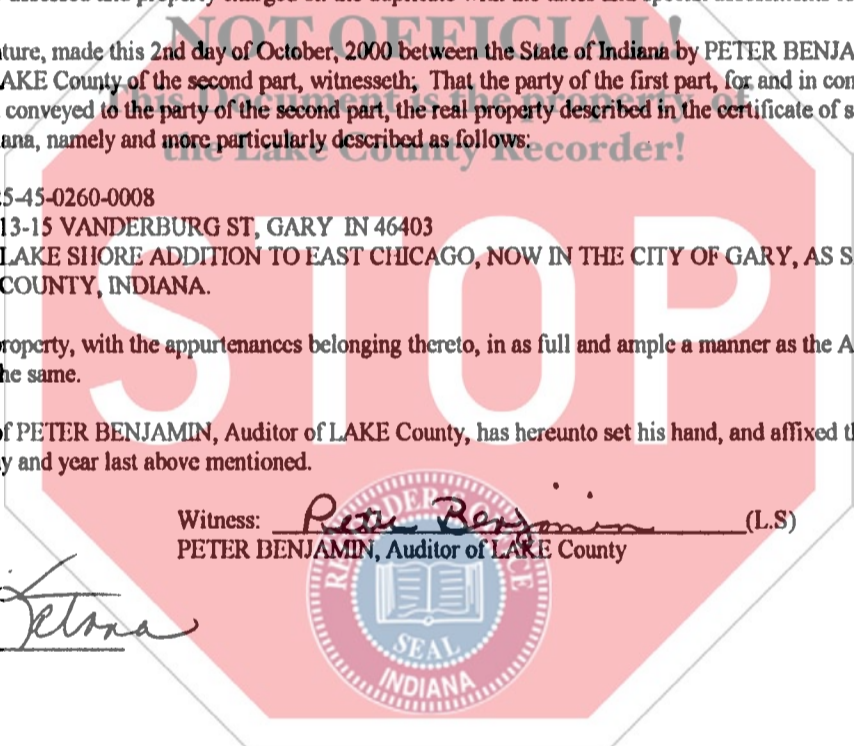 NOT OFFICIAL!
ture, made this 2nd day of October, 2000 between the State of Indiana by PETER BENJA
This Document is the property of
AKE County of the second part, witnesseth; That the party of the first part, for and in con
conveyed to the party of the second part, the real property described in the certificate of s
ana, namely and more particularly described as follows:
the Lake County Recorder!
5-45-0260-0008
13-15 VANDERBURG ST, GARY IN 46403
LAKE SHORE ADDITION TO EAST CHICAGO, NOW IN THE CITY OF GARY, AS S
COUNTY, INDIANA.
STOP
roperty, with the appurtenances belonging thereto, in as full and ample a manner as the A
he same.
f PETER BENJAMIN, Auditor of LAKE County, has hereunto set his hand, and affixed th
y and year last above mentioned.
Witness: Pete Benjamin (L.S)
PETER BENJAMIN, Auditor of LAKE County
RECORDER'S OFFICE
SEAL
INDIANA